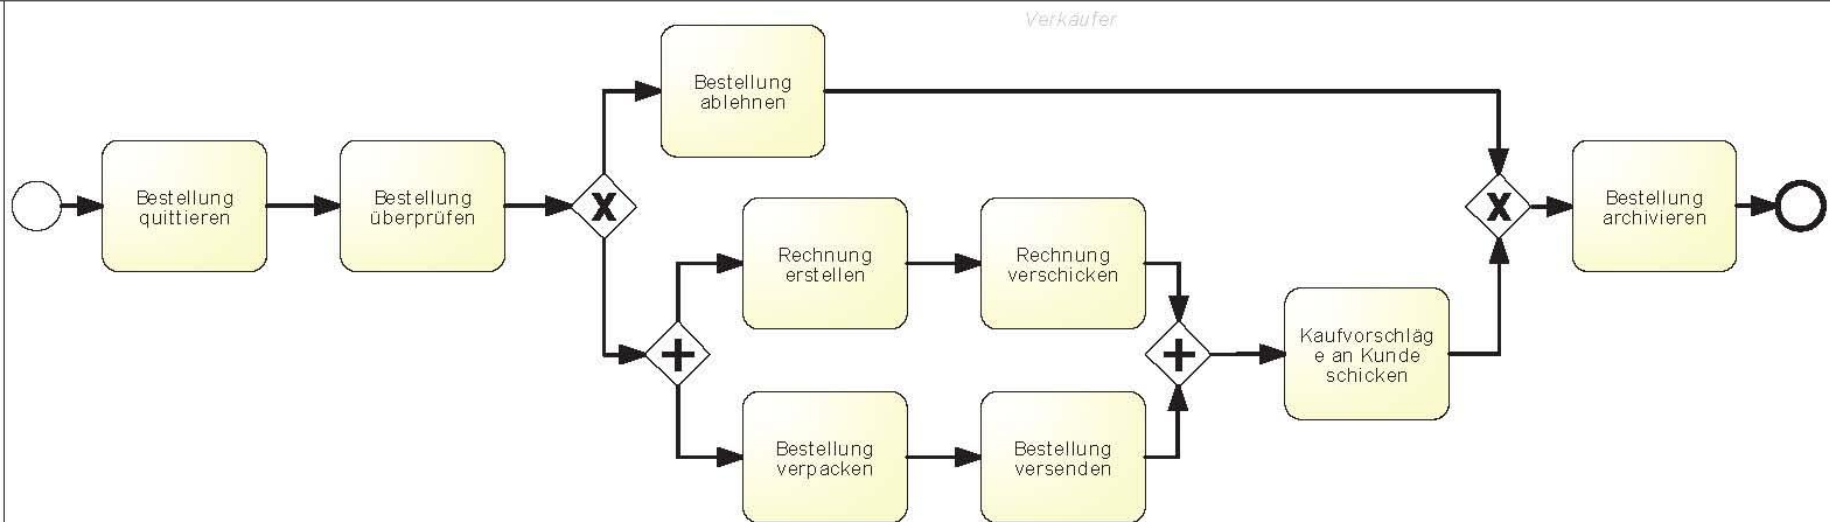 Verkäufer
Bestellung
ablehnen
Bestellung
quittieren
Bestellung
überprüfen
X
Rechnung
erstellen
Rechnung
verschicken
+
Bestellung
verpacken
Bestellung
versenden
+
Kaufvorschläg
e an Kunde
schicken
X
Bestellung
archivieren